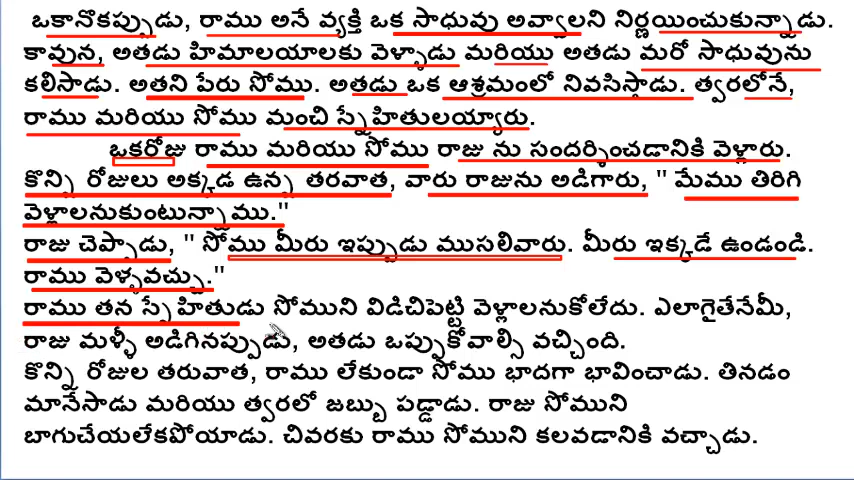 ఒకానొకప్పుడు, రాము అనే వ్యక్తి ఒక సాధువు అవ్వాలని నిర్ణయించుకున్నాడు.
కావున, అతడు హిమాలయాలకు వెళ్ళాడు మరియు అతడు మరో సాధువును
కలిసాడు. అతని పేరు సోము. అతడు ఒక ఆశ్రమంలో నివసిస్తాడు. త్వరలోనే,
రాము మరియు సోము మంచి స్నేహితులయ్యారు.
ఒకరోజు రాము మరియు సోము రాజు ను సందర్శించడానికి వెళ్లారు.
కొన్ని రోజులు అక్కడ ఉన్న తరవాత, వారు రాజును అడిగారు, " మేము తిరిగి
వెళ్లాలనుకుంటున్నాము."
రాజు చెప్పాడు, " సోము మీరు ఇప్పుడు ముసలివారు. మీరు ఇక్కడే ఉండండి.
రాము వెళ్ళవచ్చు."
రాము తన స్నేహితుడు సోముని విడిచిపెట్టి వెళ్లాలనుకోలేదు. ఎలాగైతేనేమీ,
రాజు మళ్ళీ అడిగినప్పుడు, అతడు ఒప్పుకోవాల్సి వచ్చింది.
కొన్ని రోజుల తరువాత, రాము లేకుండా సోము భాదగా భావించాడు. తినడం
మానేసాడు మరియు త్వరలో జబ్బు పడ్డాడు. రాజు సోముని
బాగుచేయలేకపోయాడు. చివరకు రాము సోముని కలవడానికి వచ్చాడు.